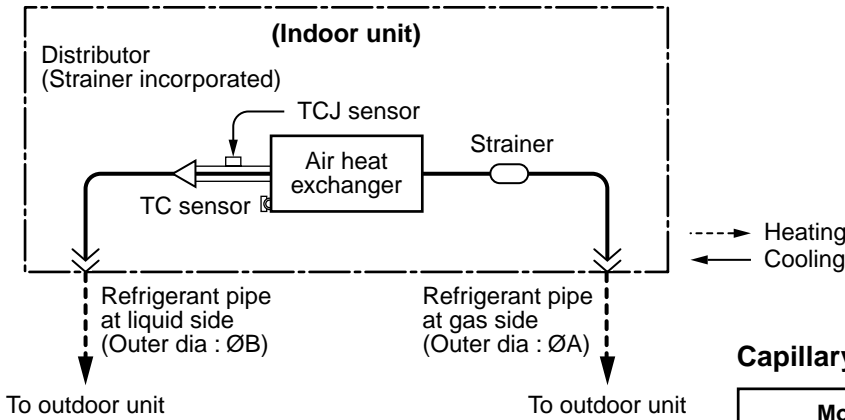 (Indoor unit)
Distributor
(Strainer incorporated)
TCJ sensor
Strainer
Air heat
exchanger
TC sensor
Heating
Cooling
Refrigerant pipe
at liquid side
(Outer dia : ØB)
Refrigerant pipe
at gas side
(Outer dia : ØA)
To outdoor unit
To outdoor unit